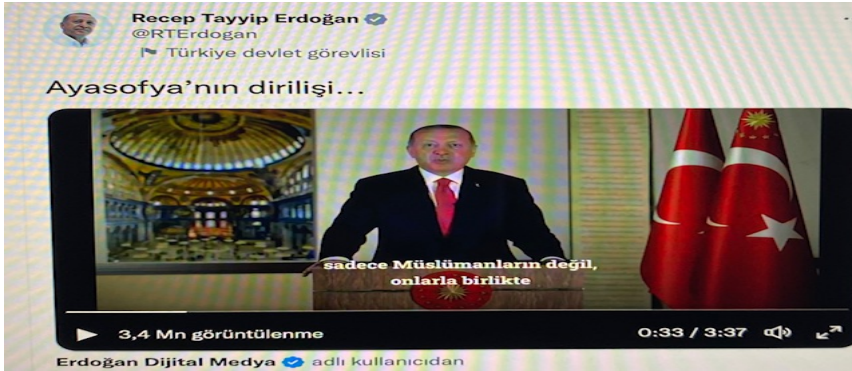 Recep Tayyip Erdoğan
@RTErdogan
Türkiye devlet görevlisi
Ayasofya’nın dirilişi...
sadece Müslümanların değil,
onlarla birlikte
3,4 Mn görüntülenme
0:33 / 3:37
Erdoğan Dijital Medya adlı kullanıcıdan